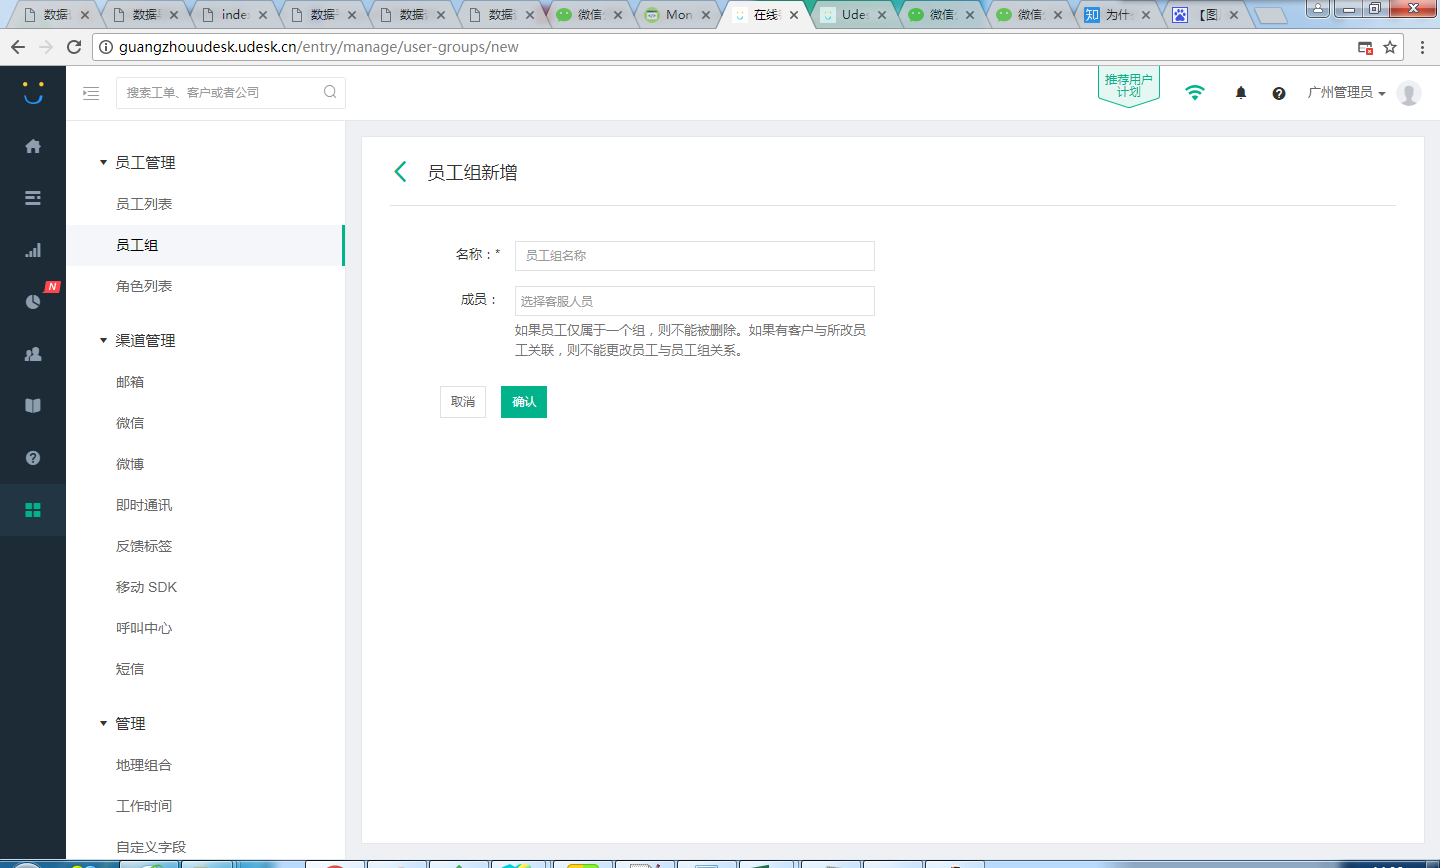 数据
数据
inde
数据
数据
数据
微信
Mon
在线
Udes
微信
微信
知
为什
【图
guangzhouudesk.udesk.cn/entry/manage/user-groups/new
搜索工单、客户或者公司
推荐用户
计划
广州管理员
N
员工管理
员工列表
员工组
角色列表
渠道管理
邮箱
微信
微博
即时通讯
反馈标签
移动 SDK
呼叫中心
短信
管理
地理组合
工作时间
自定义字段
员工组新增
名称：*
员工组名称
成员：
选择客服人员
如果员工仅属于一个组，则不能被删除。如果有客户与所改员
工关联，则不能更改员工与员工组关系。
取消
确认